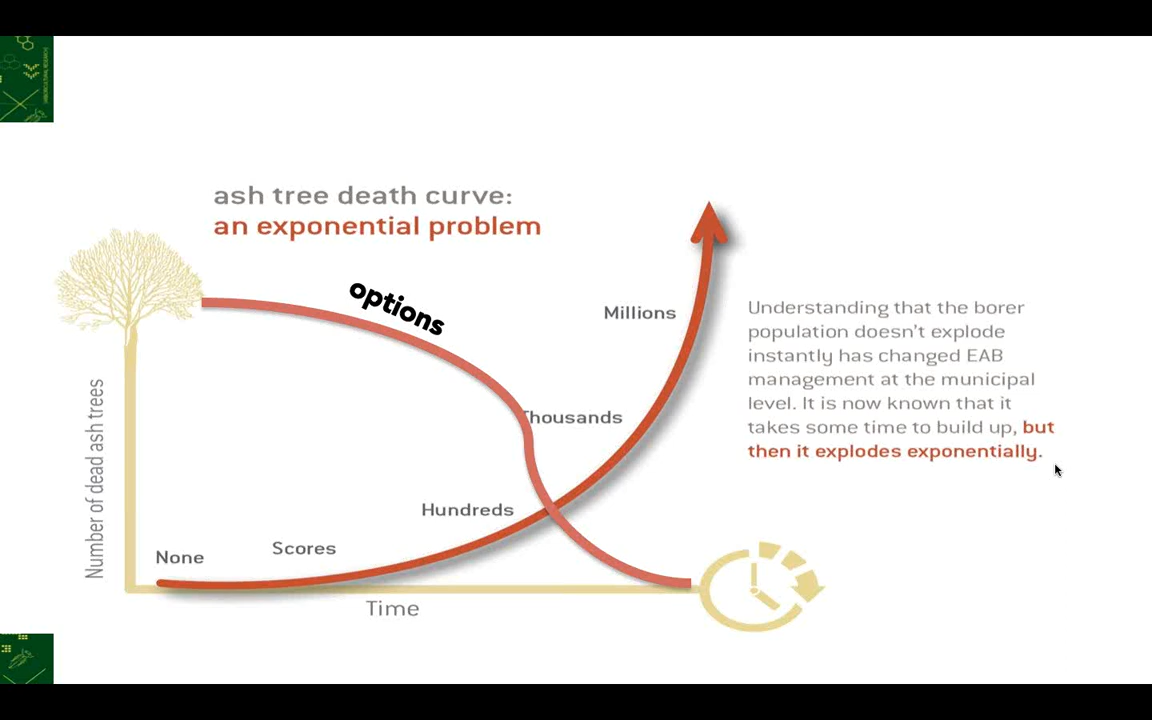 ARBORICULTURAL RESEARCH
ash tree death curve:
an exponential problem
options
Millions
Thousands
Hundreds
Scores
None
Number of dead ash trees
Time
Understanding that the borer
population doesn't explode
instantly has changed EAB
management at the municipal
level. It is now known that it
takes some time to build up, but
then it explodes exponentially.